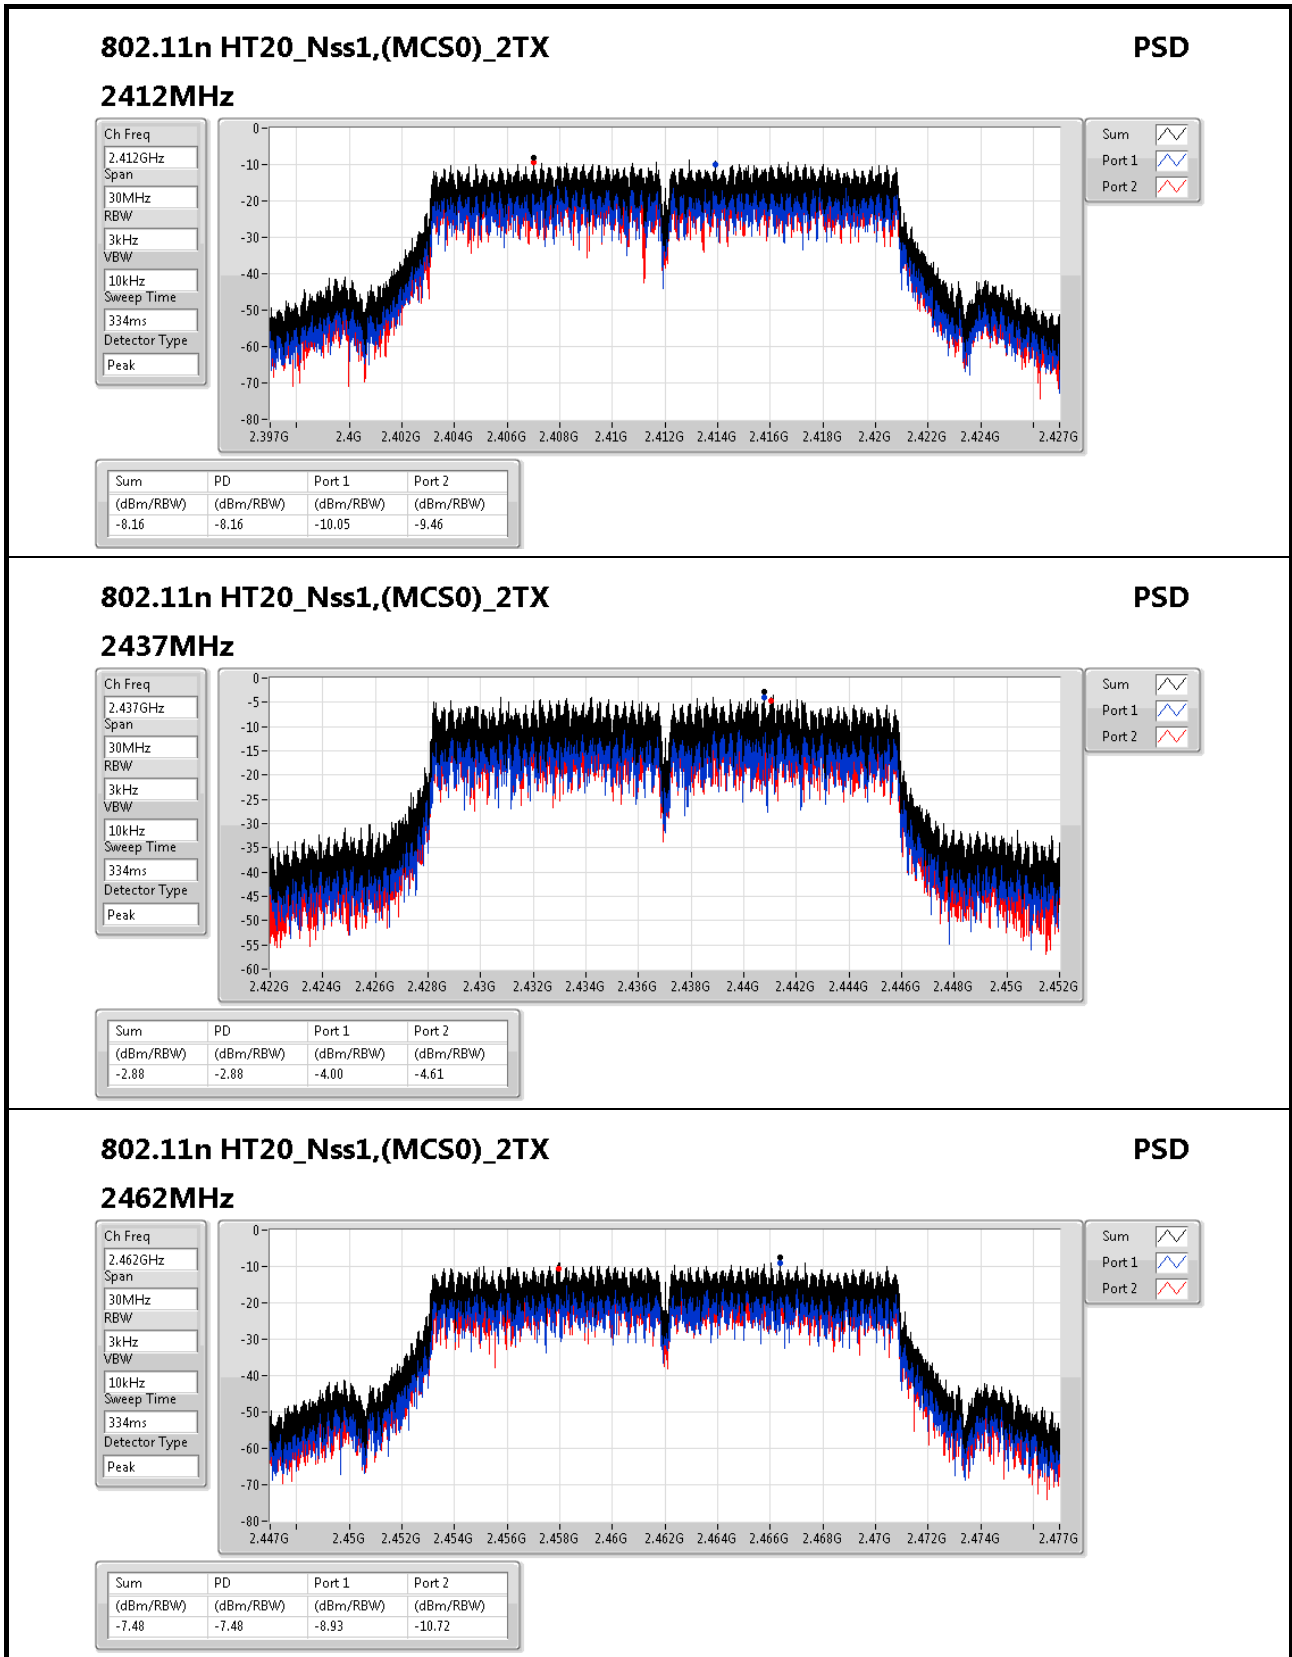 802.11n HT20_Nss1,(MCS0)_2TX PSD
2412MHz
Ch Freq
2.412GHz
Span
30MHz
RBW
3kHz
VBW
10kHz
Sweep Time
334ms
Detector Type
Peak
0
-10
-20
-30
-40
-50
-60
-70
-80
2.397G 2.4G 2.402G 2.404G 2.406G 2.408G 2.41G 2.412G 2.414G 2.416G 2.418G 2.42G 2.422G 2.424G 2.427G
Sum
Port 1
Port 2
Sum PD Port 1 Port 2
(dBm/RBW) (dBm/RBW) (dBm/RBW) (dBm/RBW)
-8.16 -8.16 -10.05 -9.46
802.11n HT20_Nss1,(MCS0)_2TX PSD
2437MHz
Ch Freq
2.437GHz
Span
30MHz
RBW
3kHz
VBW
10kHz
Sweep Time
334ms
Detector Type
Peak
0
-5
-10
-15
-20
-25
-30
-35
-40
-45
-50
-55
-60
2.422G 2.424G 2.426G 2.428G 2.43G 2.432G 2.434G 2.436G 2.438G 2.44G 2.442G 2.444G 2.446G 2.448G 2.45G 2.452G
Sum
Port 1
Port 2
Sum PD Port 1 Port 2
(dBm/RBW) (dBm/RBW) (dBm/RBW) (dBm/RBW)
-2.88 -2.88 -4.00 -4.61
802.11n HT20_Nss1,(MCS0)_2TX PSD
2462MHz
Ch Freq
2.462GHz
Span
30MHz
RBW
3kHz
VBW
10kHz
Sweep Time
334ms
Detector Type
Peak
0
-10
-20
-30
-40
-50
-60
-70
-80
2.447G 2.45G 2.452G 2.454G 2.456G 2.458G 2.46G 2.462G 2.464G 2.466G 2.468G 2.47G 2.472G 2.474G 2.477G
Sum
Port 1
Port 2
Sum PD Port 1 Port 2
(dBm/RBW) (dBm/RBW) (dBm/RBW) (dBm/RBW)
-7.48 -7.48 -8.93 -10.72